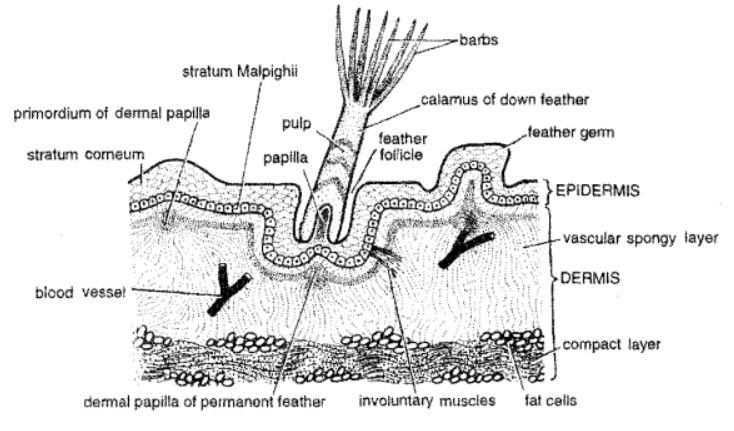 barbs
stratum Malpighii
calamus of down feather
primordium of dermal papilla
pulp
feather germ
feather
follicle
stratum corneum
papilla
EPIDERMIS
vascular spongy layer
DERMIS
blood vessel
compact layer
dermal papilla of permanent feather
involuntary muscles
fat cells